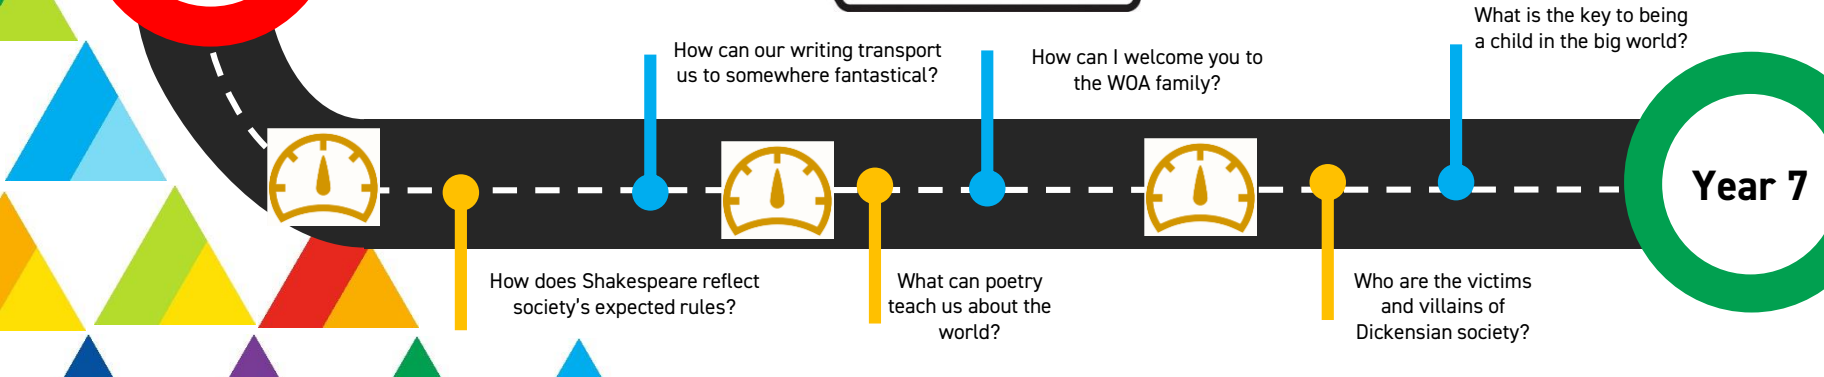 What is the key to being
a child in the big world?
How can our writing transport
us to somewhere fantastical?
How can I welcome you to
the WOA family?
Year 7
How does Shakespeare reflect
society's expected rules?
What can poetry
teach us about the
world?
Who are the victims
and villains of
Dickensian society?